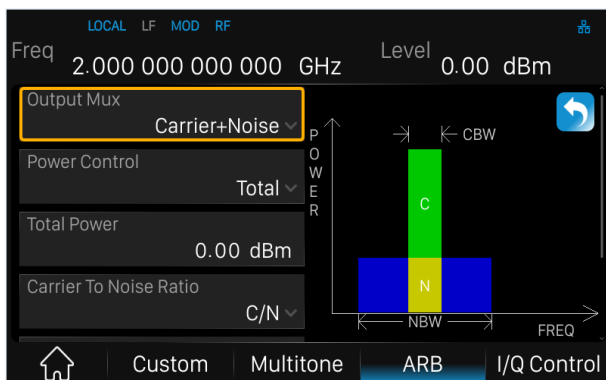 LOCAL LF MOD RF
Freq 2.000 000 000 000 GHz Level 0.00 dBm
Output Mux
Carrier+Noise
Power Control
Total
Total Power
0.00 dBm
Carrier To Noise Ratio
C/N
POWER
CBW
C
N
NBW
FREQ
Custom Multitone ARB I/Q Control